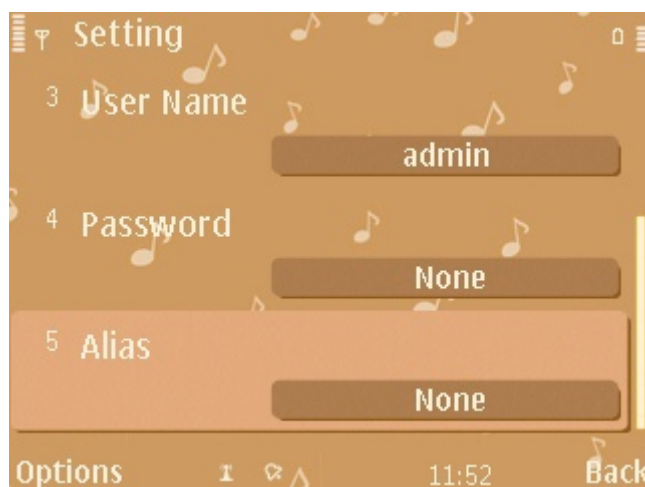 Setting
3 User Name
admin
4 Password
None
5 Alias
None
Options 11:52 Back